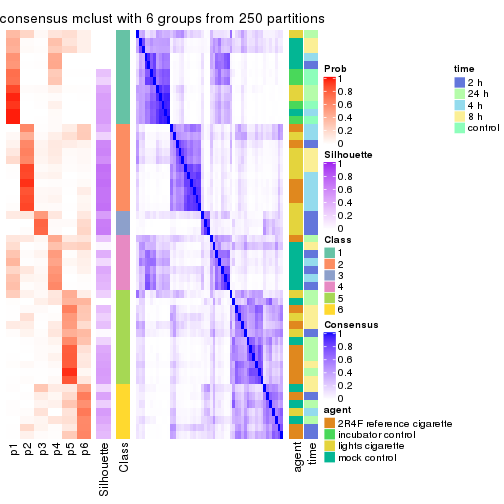 consensus mclust with 6 groups from 250 partitions
Prob
1
0.8
0.6
0.4
0.2
0
Silhouette
1
0.8
0.6
0.4
0.2
0
Class
1
2
3
4
5
6
Consensus
1
0.8
0.6
0.4
0.2
0
agent
2R4F reference cigarette
incubator control
lights cigarette
mock control
time
2 h
24 h
4 h
8 h
control
p1
p2
p3
p4
p5
p6
Silhouette
Class
agent
time